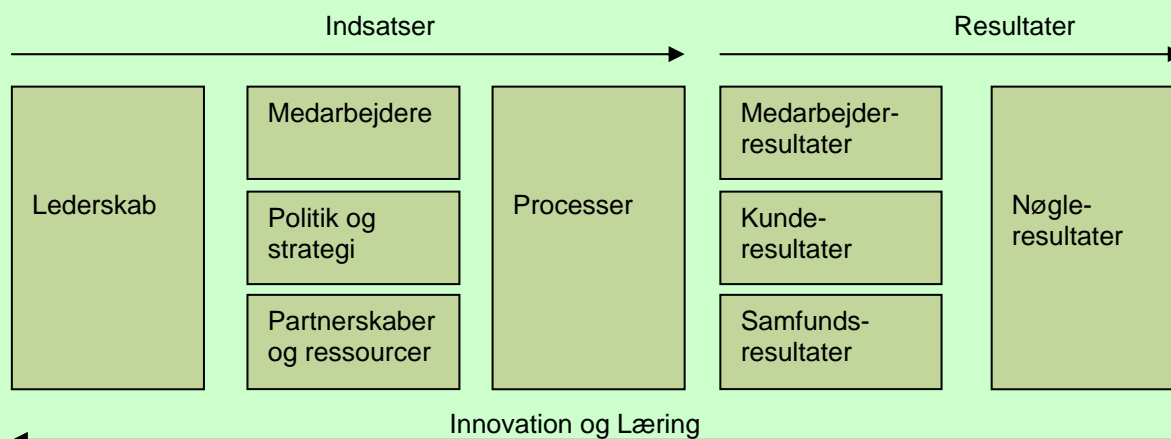 Indsatser
Resultater
Lederskab
Medarbejdere
Politik og
strategi
Partnerskaber
og ressourcer
Processer
Medarbejder-
resultater
Kunde-
resultater
Samfunds-
resultater
Nøgle-
resultater
Innovation og Læring